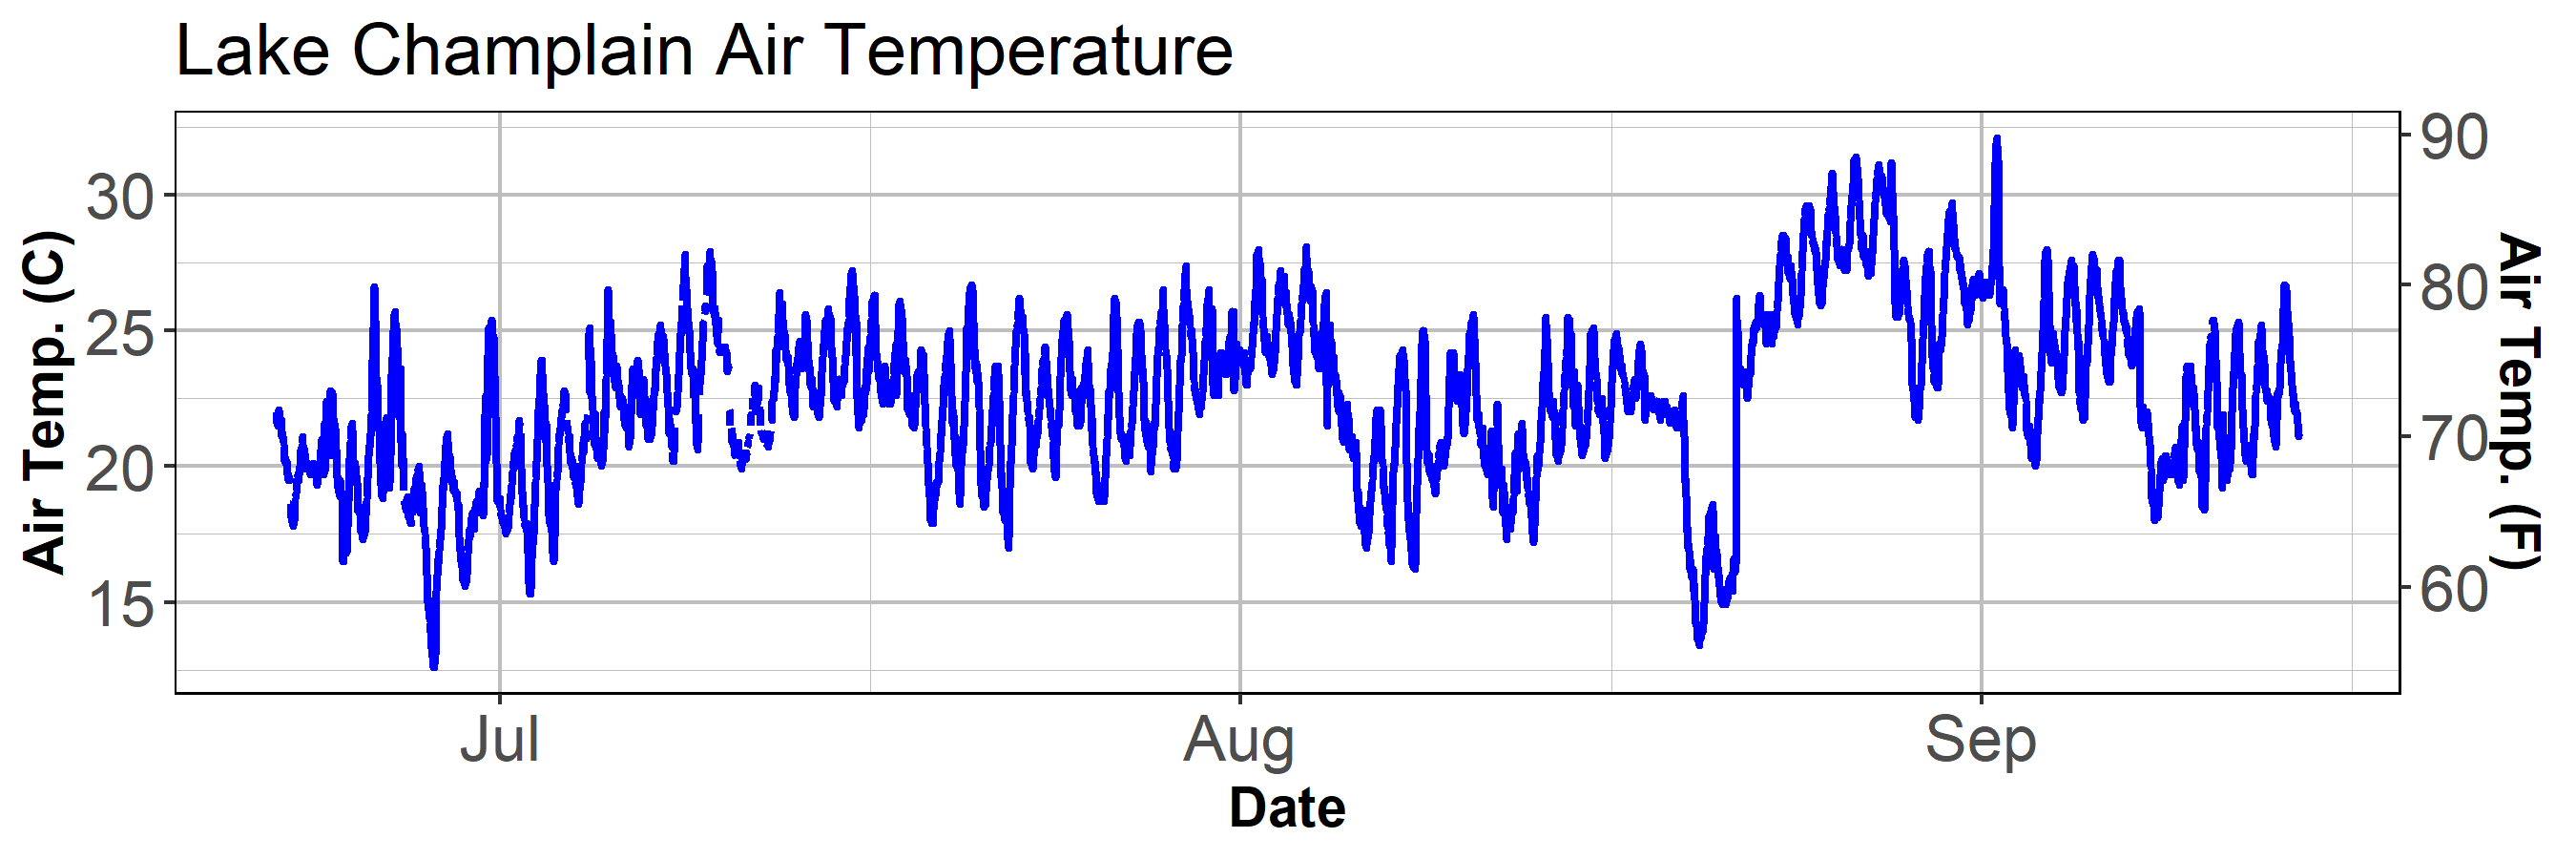 Lake Champlain Air Temperature
Air Temp. (C)
30
25
20
15
90
80
70
60
Air Temp. (F)
Jul Aug Sep
Date